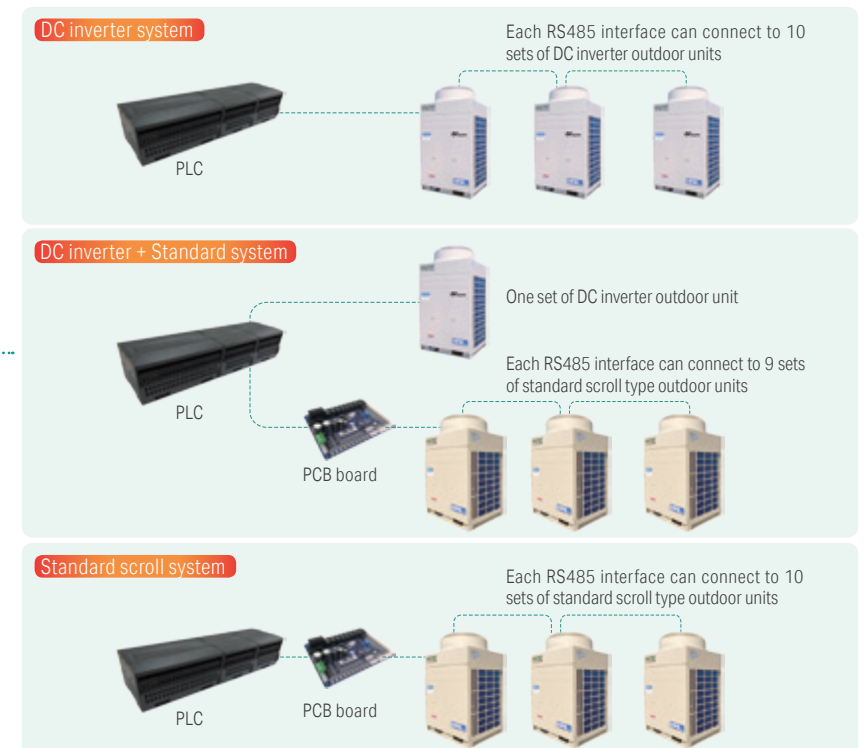 DC inverter system
Each RS485 interface can connect to 10
sets of DC inverter outdoor units
PLC
DC inverter + Standard system
One set of DC inverter outdoor unit
Each RS485 interface can connect to 9 sets
of standard scroll type outdoor units
PLC
PCB board
Standard scroll system
Each RS485 interface can connect to 10
sets of standard scroll type outdoor units
PLC
PCB board